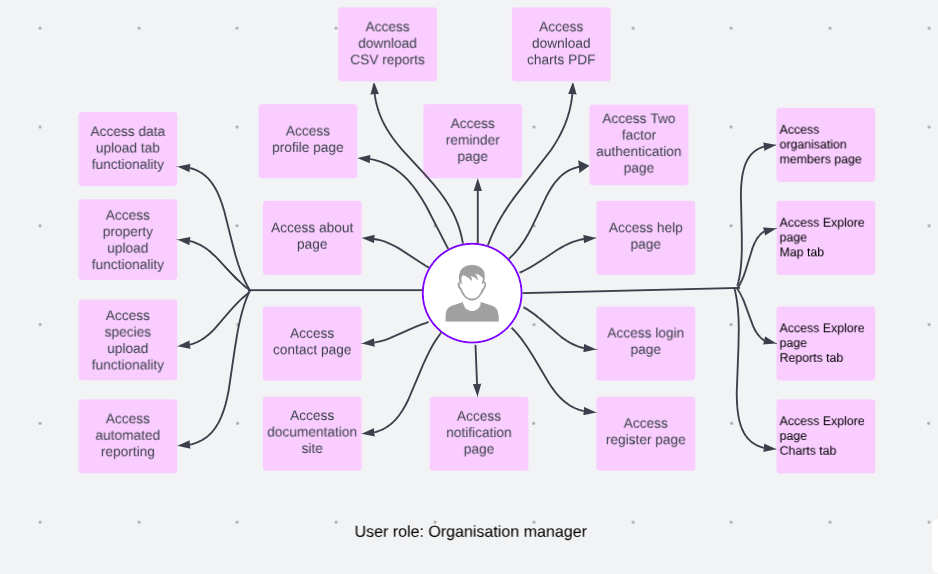 Access
download
CSV reports
Access
download
charts PDF
Access data
upload tab
functionality
Access
profile page
Access
reminder
page
Access Two
factor
authentication
page
Access
organisation
members page
Access
property
upload
functionality
Access about
page
Access help
page
Access Explore
page
Map tab
Access
species
upload
functionality
Access
contact page
Access login
page
Access Explore
page
Reports tab
Access
automated
reporting
Access
documentation
site
Access
notification
page
Access
register page
Access Explore
page
Charts tab
User role: Organisation manager